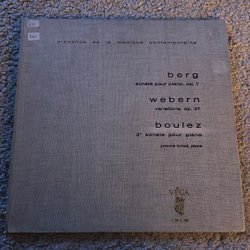 présence de la musique contemporaine
berg
sonate pour piano, op. 1
webern
variations, op. 27
boulez
2e sonate pour piano
yvonne loriod, piano
VÉGA